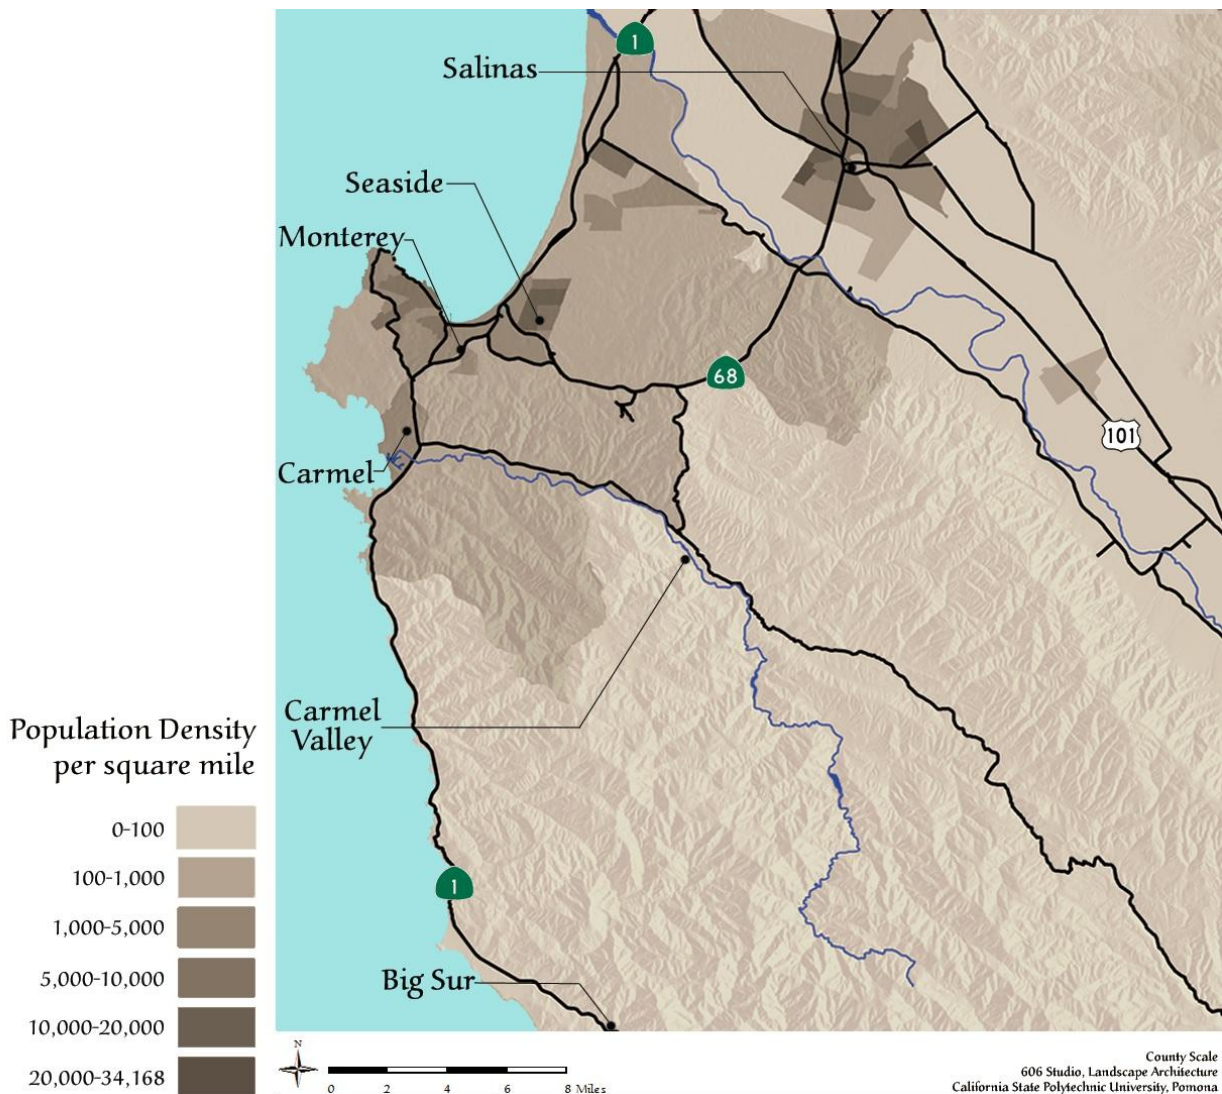 1
Salinas
Seaside
Monterey
68
101
Carmel
Carmel
Valley
Population Density
per square mile
0-100
100-1,000
1,000-5,000
5,000-10,000
10,000-20,000
20,000-34,168
1
Big Sur
N
0 2 4 6 8 Miles
County Scale
606 Studio, Landscape Architecture
California State Polytechnic University, Pomona